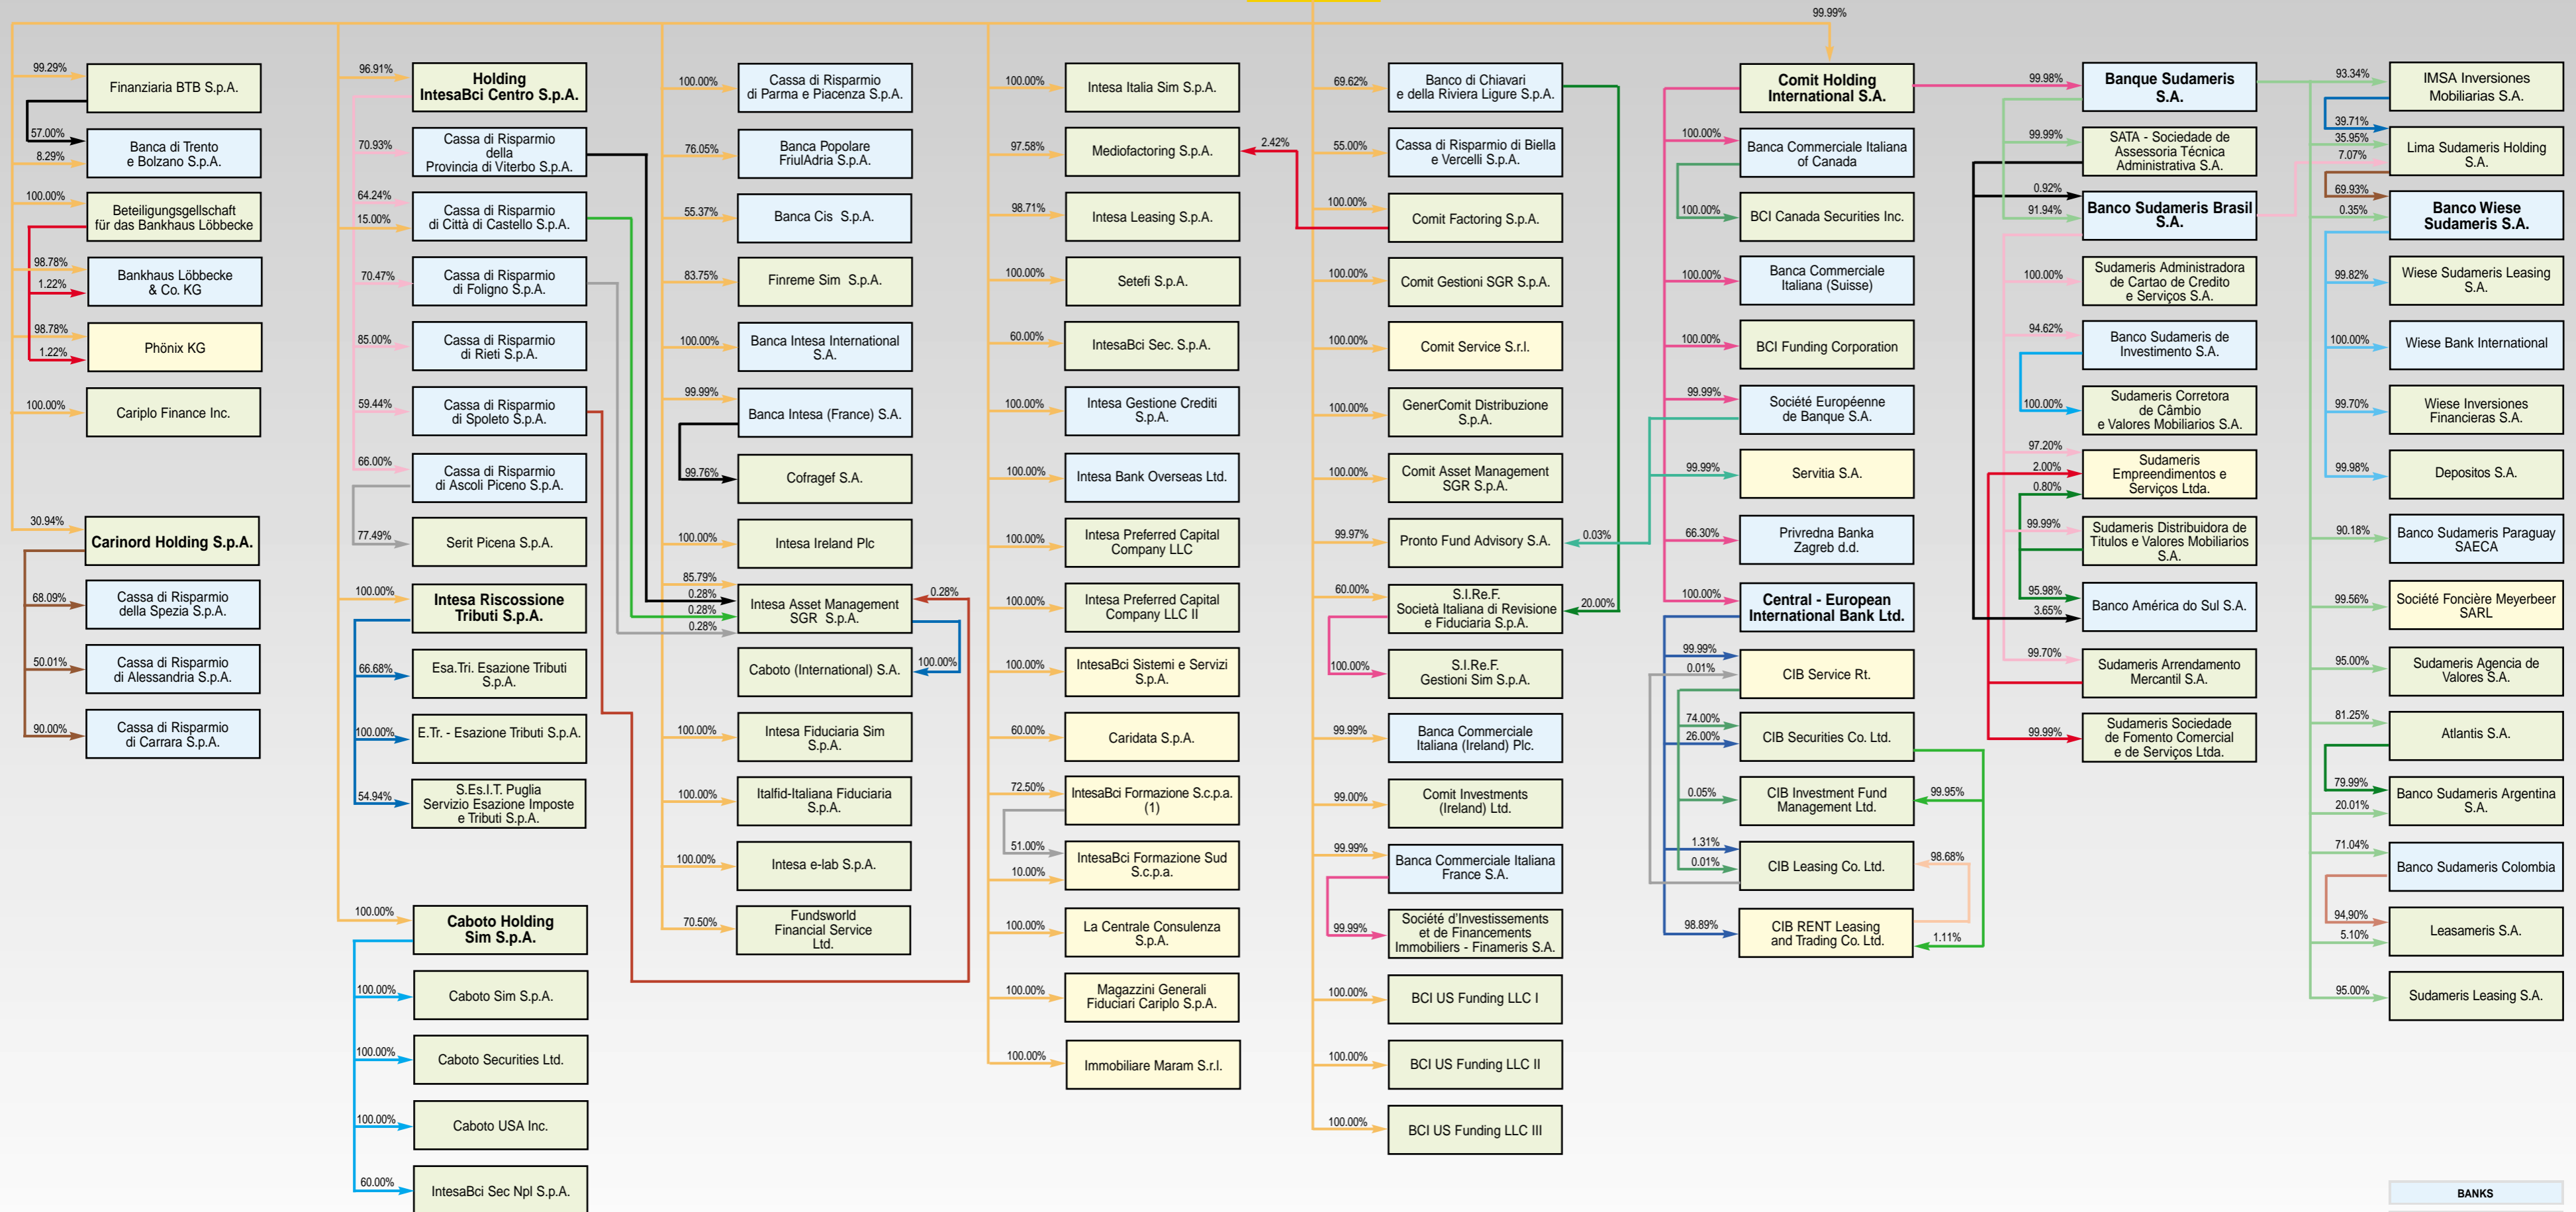 99.99%
99.29%
Finanziaria BTB S.p.A.
57.00%
8.29%
Banca di Trento
e Bolzano S.p.A.
100.00%
Beteiligungsgellschaft
für das Bankhaus Löbbecke
98.78%
1.22%
Bankhaus Löbbecke
& Co. KG
98.78%
1.22%
Phönix KG
100.00%
Cariplo Finance Inc.
30.94%
Carinord Holding S.p.A.
68.09%
Cassa di Risparmio
della Spezia S.p.A.
50.01%
Cassa di Risparmio
di Alessandria S.p.A.
90.00%
Cassa di Risparmio
di Carrara S.p.A.
96.91%
Holding
IntesaBci Centro S.p.A.
70.93%
Cassa di Risparmio
della
Provincia di Viterbo S.p.A.
64.24%
15.00%
Cassa di Risparmio
di Città di Castello S.p.A.
70.47%
Cassa di Risparmio
di Foligno S.p.A.
85.00%
Cassa di Risparmio
di Rieti S.p.A.
59.44%
Cassa di Risparmio
di Spoleto S.p.A.
66.00%
Cassa di Risparmio
di Ascoli Piceno S.p.A.
77.49%
Serit Picena S.p.A.
100.00%
Intesa Riscossione
Tributi S.p.A.
66.68%
Esa.Tri. Esazione Tributi
S.p.A.
100.00%
E.Tr. - Esazione Tributi S.p.A.
54.94%
S.Es.I.T. Puglia
Servizio Esazione Imposte
e Tributi S.p.A.
100.00%
Caboto Holding
Sim S.p.A.
100.00%
Caboto Sim S.p.A.
100.00%
Caboto Securities Ltd.
100.00%
Caboto USA Inc.
60.00%
IntesaBci Sec Npl S.p.A.
100.00%
Cassa di Risparmio
di Parma e Piacenza S.p.A.
76.05%
Banca Popolare
FriulAdria S.p.A.
55.37%
Banca Cis S.p.A.
83.75%
Finreme Sim S.p.A.
100.00%
Banca Intesa International
S.A.
99.99%
Banca Intesa (France) S.A.
99.76%
Cofragef S.A.
100.00%
Intesa Ireland Plc
85.79%
0.28%
0.28%
0.28%
Intesa Asset Management
SGR S.p.A.
0.28%
Caboto (International) S.A.
100.00%
100.00%
Intesa Fiduciaria Sim
S.p.A.
100.00%
Italfid-Italiana Fiduciaria
S.p.A.
100.00%
Intesa e-lab S.p.A.
70.50%
Fundsworld
Financial Service
Ltd.
100.00%
Intesa Italia Sim S.p.A.
97.58%
Mediofactoring S.p.A.
2.42%
98.71%
Intesa Leasing S.p.A.
100.00%
Setefi S.p.A.
60.00%
IntesaBci Sec. S.p.A.
100.00%
Intesa Gestione Crediti
S.p.A.
100.00%
Intesa Bank Overseas Ltd.
100.00%
Intesa Preferred Capital
Company LLC
100.00%
Intesa Preferred Capital
Company LLC II
100.00%
IntesaBci Sistemi e Servizi
S.p.A.
60.00%
Caridata S.p.A.
72.50%
IntesaBci Formazione S.c.p.a.
(1)
51.00%
10.00%
IntesaBci Formazione Sud
S.c.p.a.
100.00%
La Centrale Consulenza
S.p.A.
100.00%
Magazzini Generali
Fiduciari Cariplo S.p.A.
100.00%
Immobiliare Maram S.r.l.
69.62%
Banco di Chiavari
e della Riviera Ligure S.p.A.
55.00%
Cassa di Risparmio di Biella
e Vercelli S.p.A.
100.00%
Comit Factoring S.p.A.
100.00%
Comit Gestioni SGR S.p.A.
100.00%
Comit Service S.r.l.
100.00%
GenerComit Distribuzione
S.p.A.
100.00%
Comit Asset Management
SGR S.p.A.
99.97%
Pronto Fund Advisory S.A.
0.03%
60.00%
S.I.Re.F.
Società Italiana di Revisione
e Fiduciaria S.p.A.
20.00%
100.00%
S.I.Re.F.
Gestioni Sim S.p.A.
99.99%
Banca Commerciale
Italiana (Ireland) Plc.
99.00%
Comit Investments
(Ireland) Ltd.
99.99%
Banca Commerciale Italiana
France S.A.
99.99%
Société d'Investissements
et de Financements
Immobiliers - Finameris S.A.
100.00%
BCI US Funding LLC I
100.00%
BCI US Funding LLC II
100.00%
BCI US Funding LLC III
Comit Holding
International S.A.
100.00%
Banca Commerciale Italiana
of Canada
100.00%
BCI Canada Securities Inc.
100.00%
Banca Commerciale
Italiana (Suisse)
100.00%
BCI Funding Corporation
99.99%
Société Européenne
de Banque S.A.
99.99%
Servitia S.A.
66.30%
Privredna Banka
Zagreb d.d.
100.00%
Central - European
International Bank Ltd.
99.99%
0.01%
CIB Service Rt.
74.00%
26.00%
CIB Securities Co. Ltd.
0.05%
CIB Investment Fund
Management Ltd.
99.95%
1.31%
0.01%
CIB Leasing Co. Ltd.
98.68%
98.89%
CIB RENT Leasing
and Trading Co. Ltd.
1.11%
99.98%
Banque Sudameris
S.A.
99.99%
SATA - Sociedade de
Assessoria Técnica
Administrativa S.A.
0.92%
91.94%
Banco Sudameris Brasil
S.A.
100.00%
Sudameris Administradora
de Cartao de Credito
e Serviços S.A.
94.62%
Banco Sudameris de
Investimento S.A.
100.00%
Sudameris Corretora
de Câmbio
e Valores Mobiliarios S.A.
97.20%
2.00%
0.80%
Sudameris
Empreendimentos e
Serviços Ltda.
99.99%
Sudameris Distribuidora de
Titulos e Valores Mobiliarios
S.A.
95.98%
3.65%
Banco América do Sul S.A.
99.70%
Sudameris Arrendamento
Mercantil S.A.
99.99%
Sudameris Sociedade
de Fomento Comercial
e de Serviços Ltda.
93.34%
IMSA Inversiones
Mobiliarias S.A.
39.71%
35.95%
7.07%
Lima Sudameris Holding
S.A.
69.93%
0.35%
Banco Wiese
Sudameris S.A.
99.82%
Wiese Sudameris Leasing
S.A.
100.00%
Wiese Bank International
99.70%
Wiese Inversiones
Financieras S.A.
99.98%
Depositos S.A.
90.18%
Banco Sudameris Paraguay
SAECA
99.56%
Société Foncière Meyerbeer
SARL
95.00%
Sudameris Agencia de
Valores S.A.
81.25%
Atlantis S.A.
79.99%
20.01%
Banco Sudameris Argentina
S.A.
71.04%
Banco Sudameris Colombia
94,90%
5.10%
Leasameris S.A.
95.00%
Sudameris Leasing S.A.
BANKS